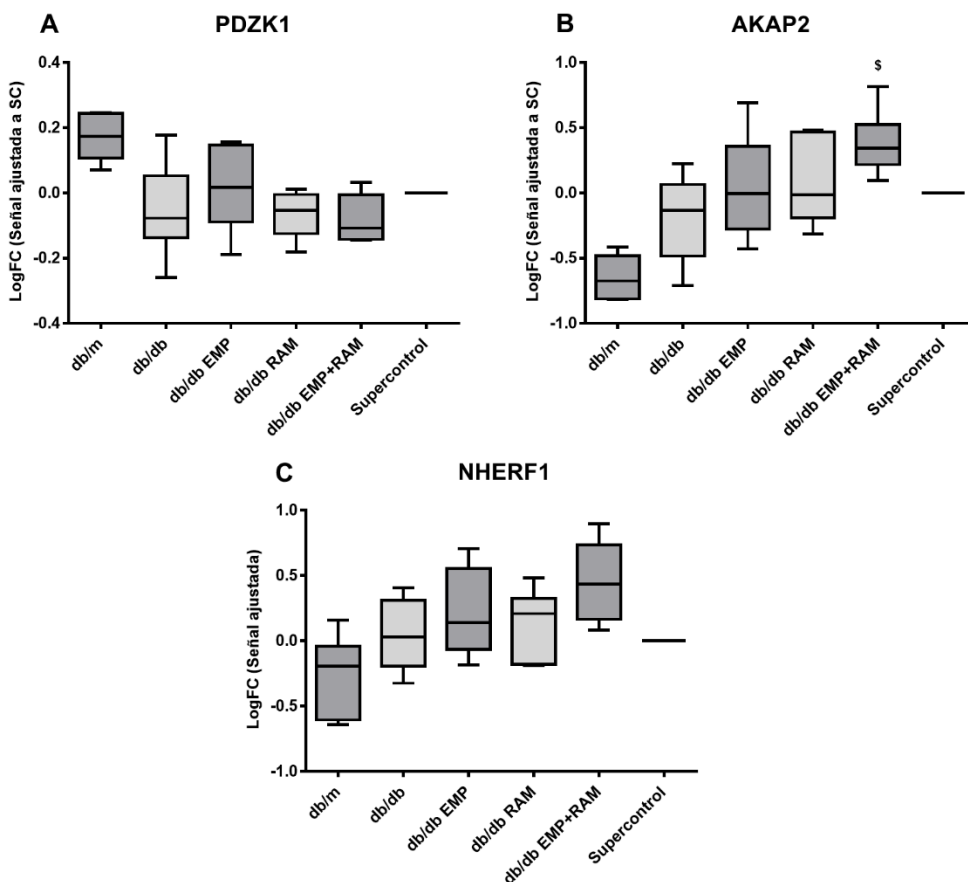 A
PDZK1
LogFC (Señal ajustada a SC)
0.4
0.2
0.0
-0.2
-0.4
db/m
db/db
db/db EMP
db/db RAM
db/db EMP+RAM
Supercontrol
B
AKAP2
LogFC (Señal ajustada a SC)
1.0
0.5
0.0
-0.5
-1.0
$
db/m
db/db
db/db EMP
db/db RAM
db/db EMP+RAM
Supercontrol
C
NHERF1
LogFC (Señal ajustada)
1.0
0.5
0.0
-0.5
-1.0
db/m
db/db
db/db EMP
db/db RAM
db/db EMP+RAM
Supercontrol